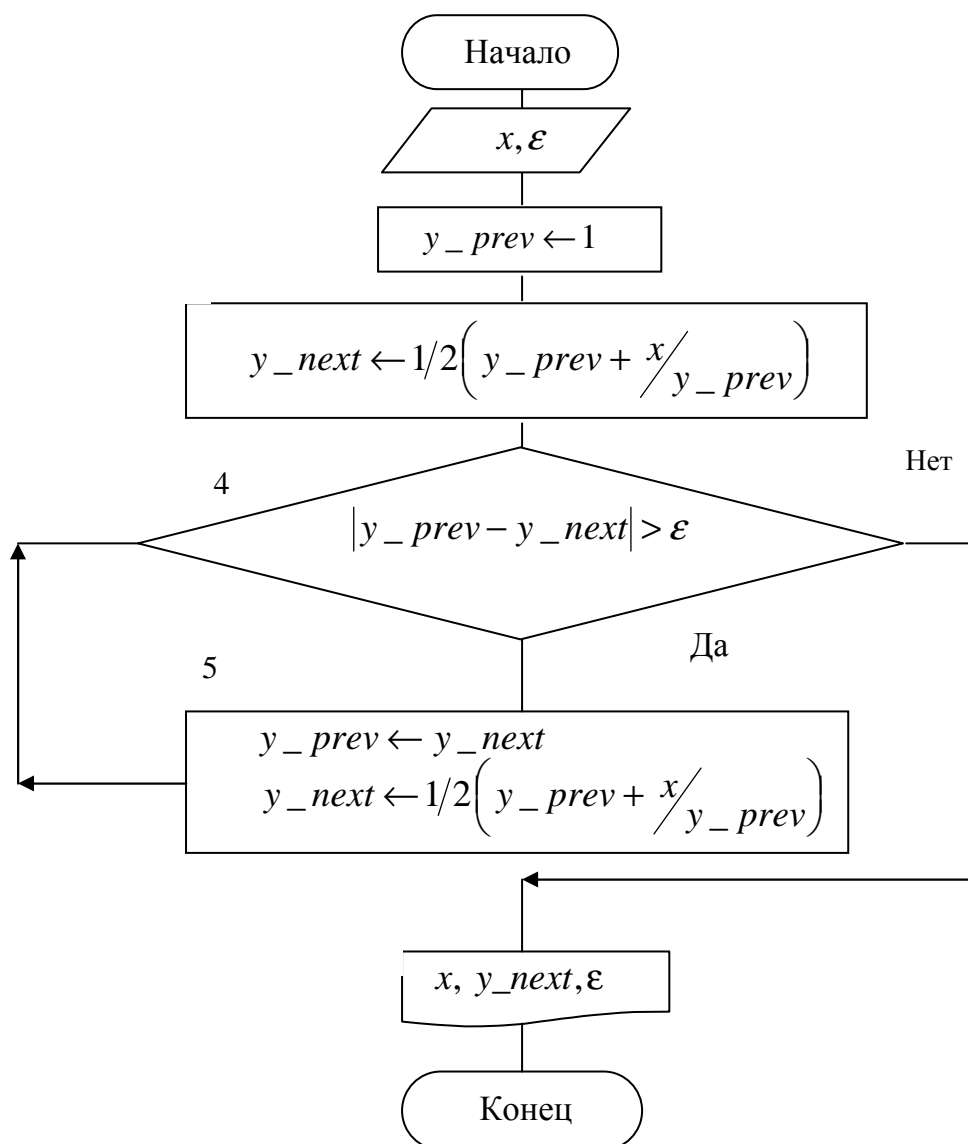 Начало
x, ε
y_prev ← 1
y_next ← 1/2(y_prev + x/y_prev)
Нет
4
|y_prev − y_next| > ε
Да
5
y_prev ← y_next
y_next ← 1/2(y_prev + x/y_prev)
x, y_next, ε
Конец